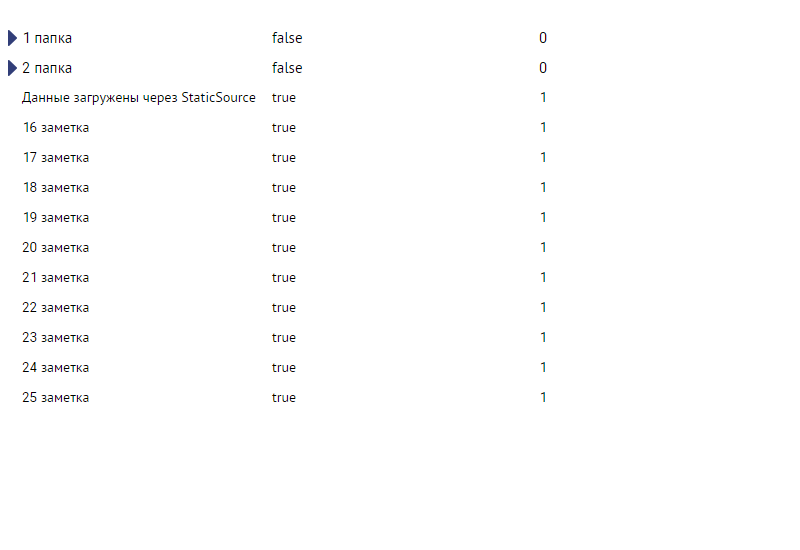 1 папка false 0
2 папка false 0
Данные загружены через StaticSource true 1
16 заметка true 1
17 заметка true 1
18 заметка true 1
19 заметка true 1
20 заметка true 1
21 заметка true 1
22 заметка true 1
23 заметка true 1
24 заметка true 1
25 заметка true 1